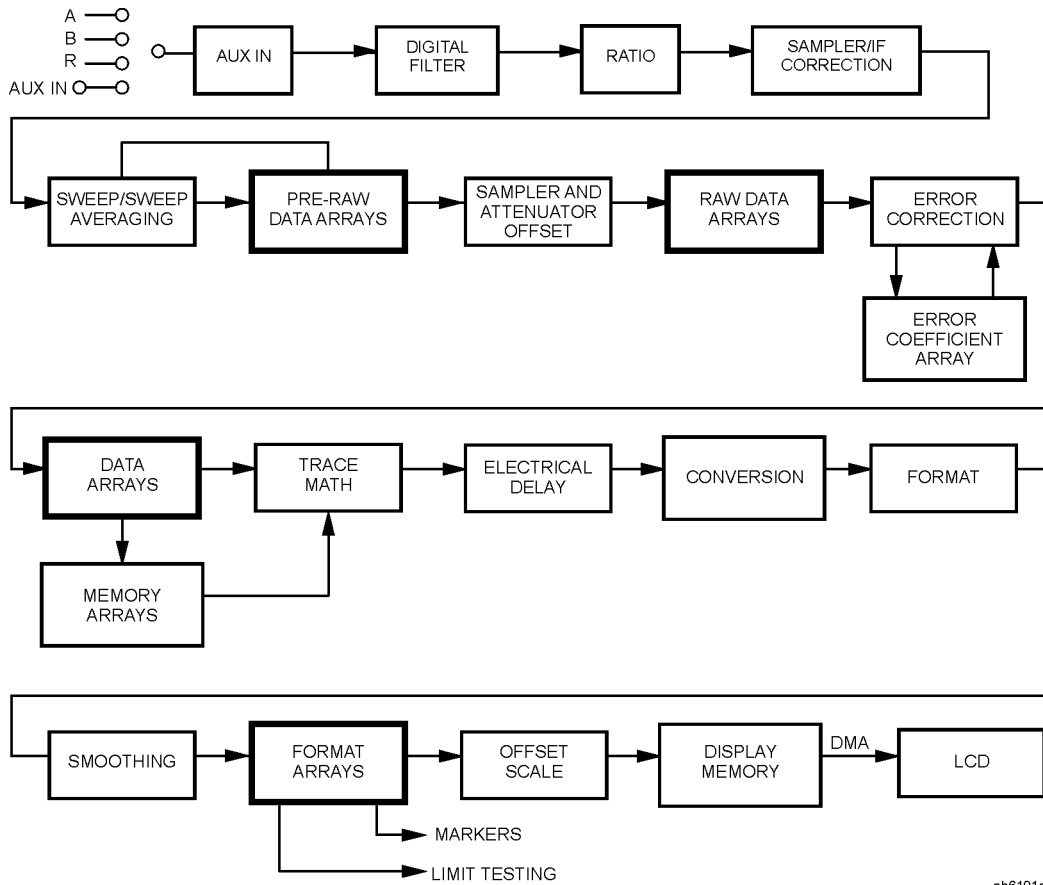 A
B
R
AUX IN
AUX IN
DIGITAL
FILTER
RATIO
SAMPLER/IF
CORRECTION
SWEEP/SWEEP
AVERAGING
PRE-RAW
DATA ARRAYS
SAMPLER AND
ATTENUATOR
OFFSET
RAW DATA
ARRAYS
ERROR
CORRECTION
ERROR
COEFFICIENT
ARRAY
DATA
ARRAYS
TRACE
MATH
ELECTRICAL
DELAY
CONVERSION
FORMAT
MEMORY
ARRAYS
SMOOTHING
FORMAT
ARRAYS
OFFSET
SCALE
DISPLAY
MEMORY
DMA
LCD
MARKERS
LIMIT TESTING